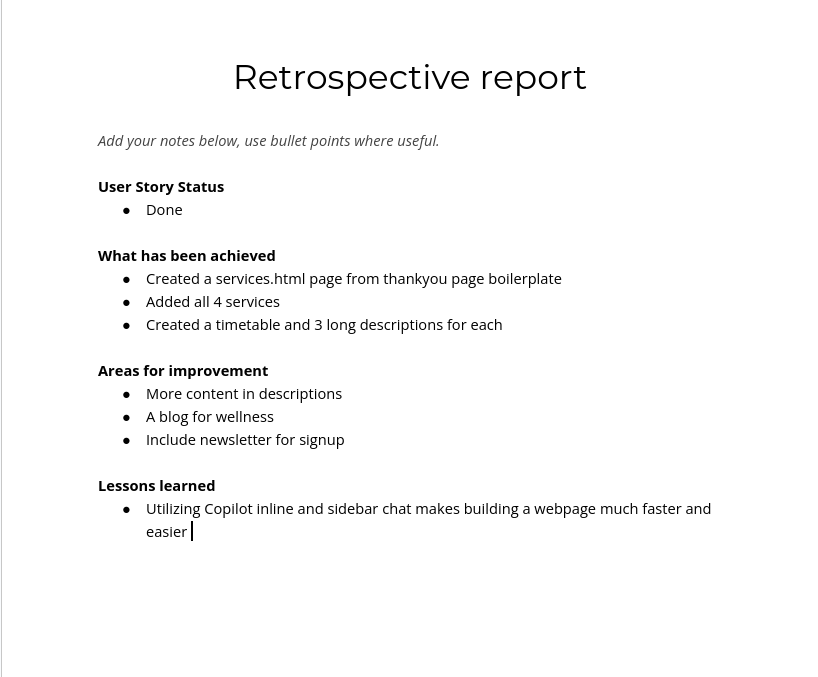 Retrospective report
Add your notes below, use bullet points where useful.
User Story Status
● Done
What has been achieved
● Created a services.html page from thankyou page boilerplate
● Added all 4 services
● Created a timetable and 3 long descriptions for each
Areas for improvement
● More content in descriptions
● A blog for wellness
● Include newsletter for signup
Lessons learned
● Utilizing Copilot inline and sidebar chat makes building a webpage much faster and
easier